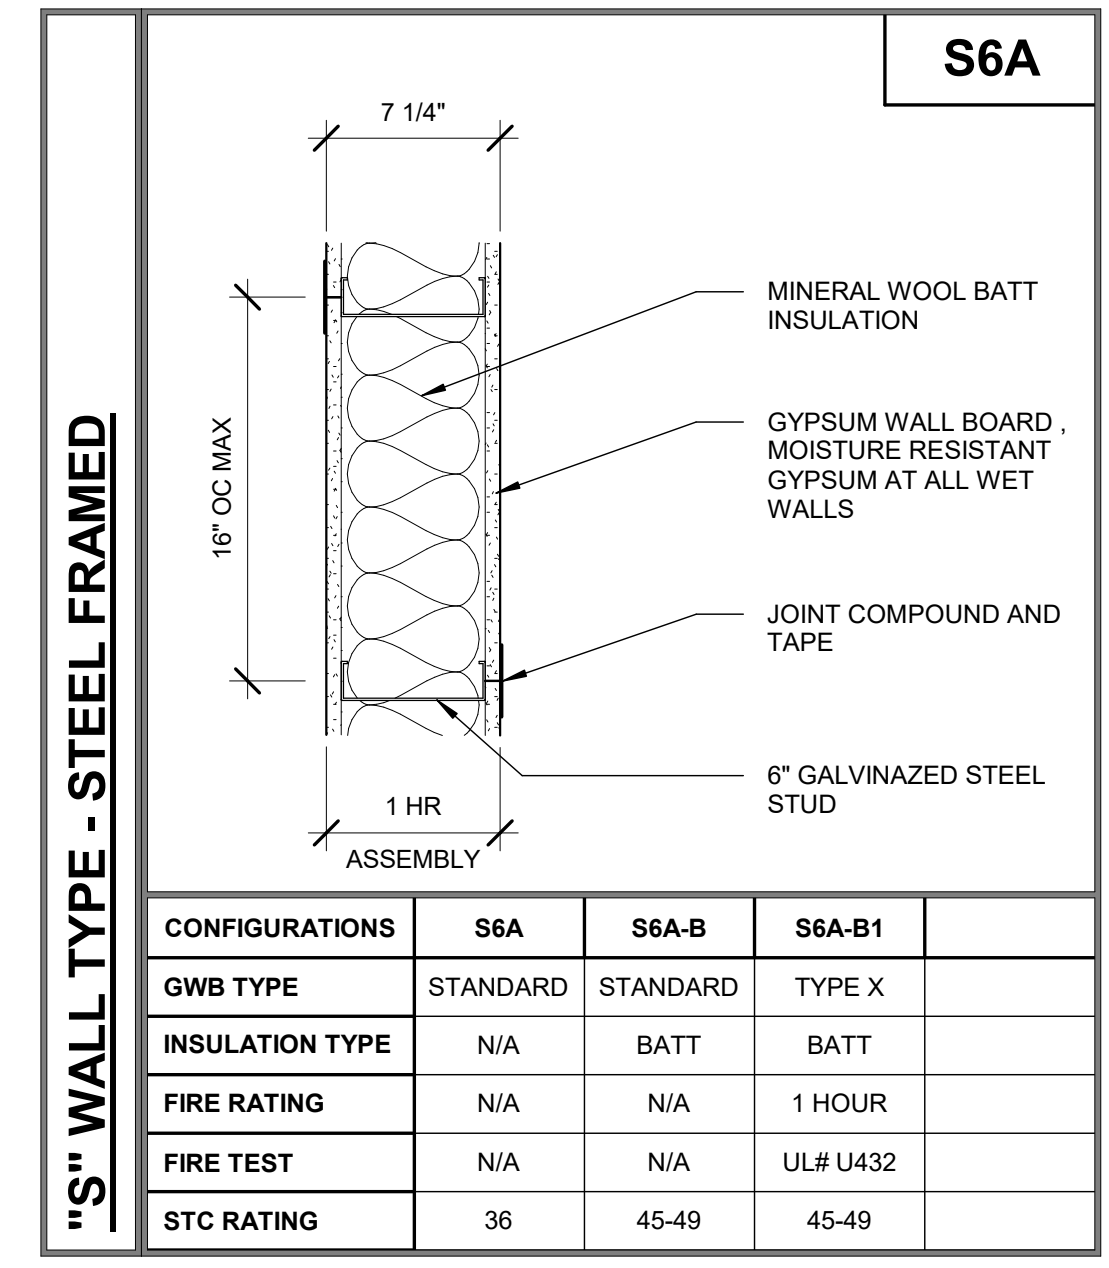 "S" WALL TYPE - STEEL FRAMED
S6A
7 1/4"
16" OC MAX
MINERAL WOOL BATT
INSULATION
GYPSUM WALL BOARD ,
MOISTURE RESISTANT
GYPSUM AT ALL WET
WALLS
JOINT COMPOUND AND
TAPE
6" GALVINAZED STEEL
STUD
1 HR
ASSEMBLY
CONFIGURATIONS S6A S6A-B S6A-B1
GWB TYPE STANDARD STANDARD TYPE X
INSULATION TYPE N/A BATT BATT
FIRE RATING N/A N/A 1 HOUR
FIRE TEST N/A N/A UL# U432
STC RATING 36 45-49 45-49